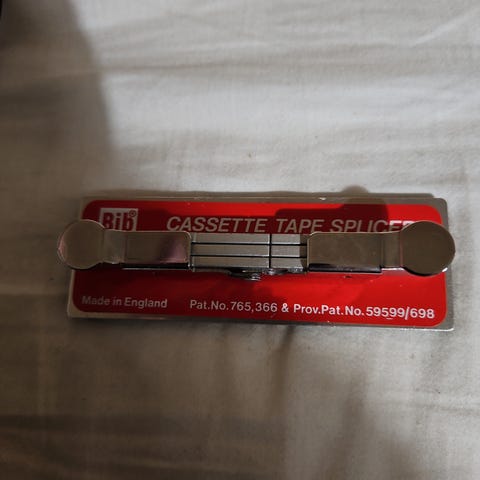 Bib®
CASSETTE TAPE SPLICER
Made in England
Pat.No.765,366 & Prov.Pat.No.59599/698